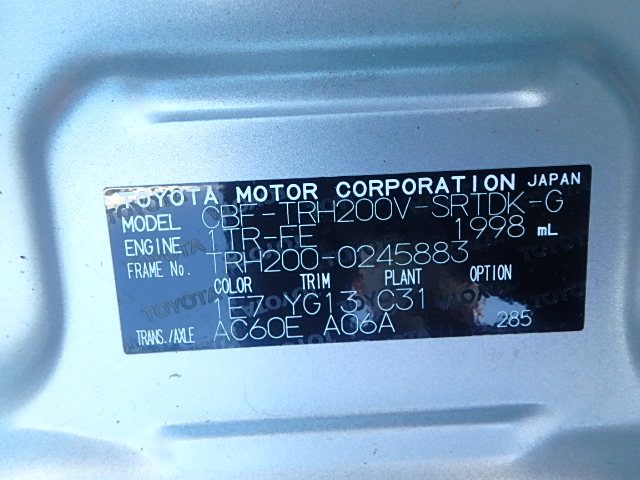 TOYOTA MOTOR CORPORATION JAPAN
MODEL CBF-TRH200V-SRTDK-G
ENGINE 1TR-FE 1998 mL
FRAME No. TRH200-0245883
COLOR TRIM PLANT OPTION
1E7 YG13 C31
TRANS./AXLE AC60E A06A 285